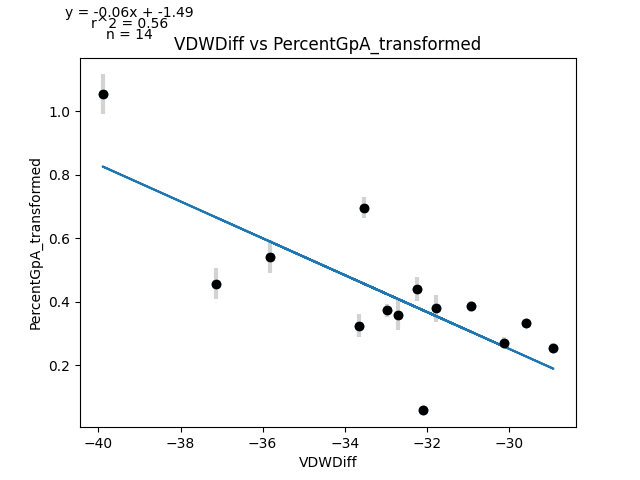 y = -0.06x + -1.49
r^2 = 0.56
n = 14
VDWDiff vs PercentGpA_transformed
PercentGpA_transformed
1.0
0.8
0.6
0.4
0.2
−40
−38
−36
−34
−32
−30
VDWDiff